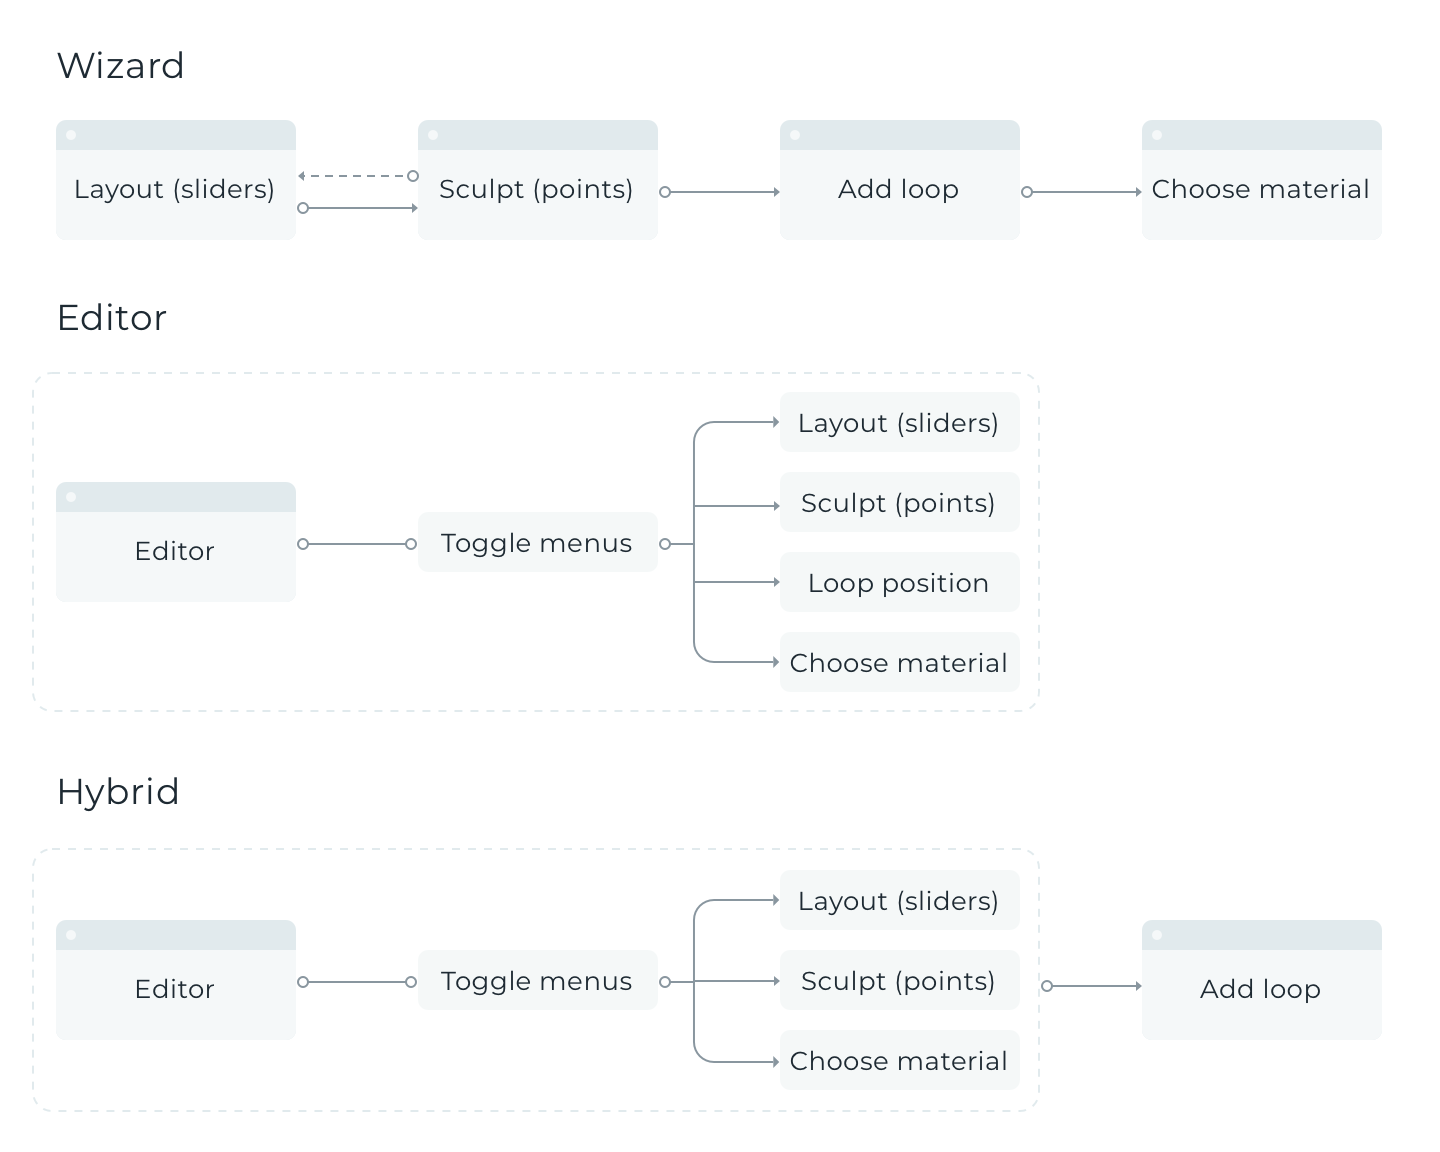 Wizard
Layout (sliders)
Sculpt (points)
Add loop
Choose material
Editor
Editor
Toggle menus
Layout (sliders)
Sculpt (points)
Loop position
Choose material
Hybrid
Editor
Toggle menus
Layout (sliders)
Sculpt (points)
Choose material
Add loop